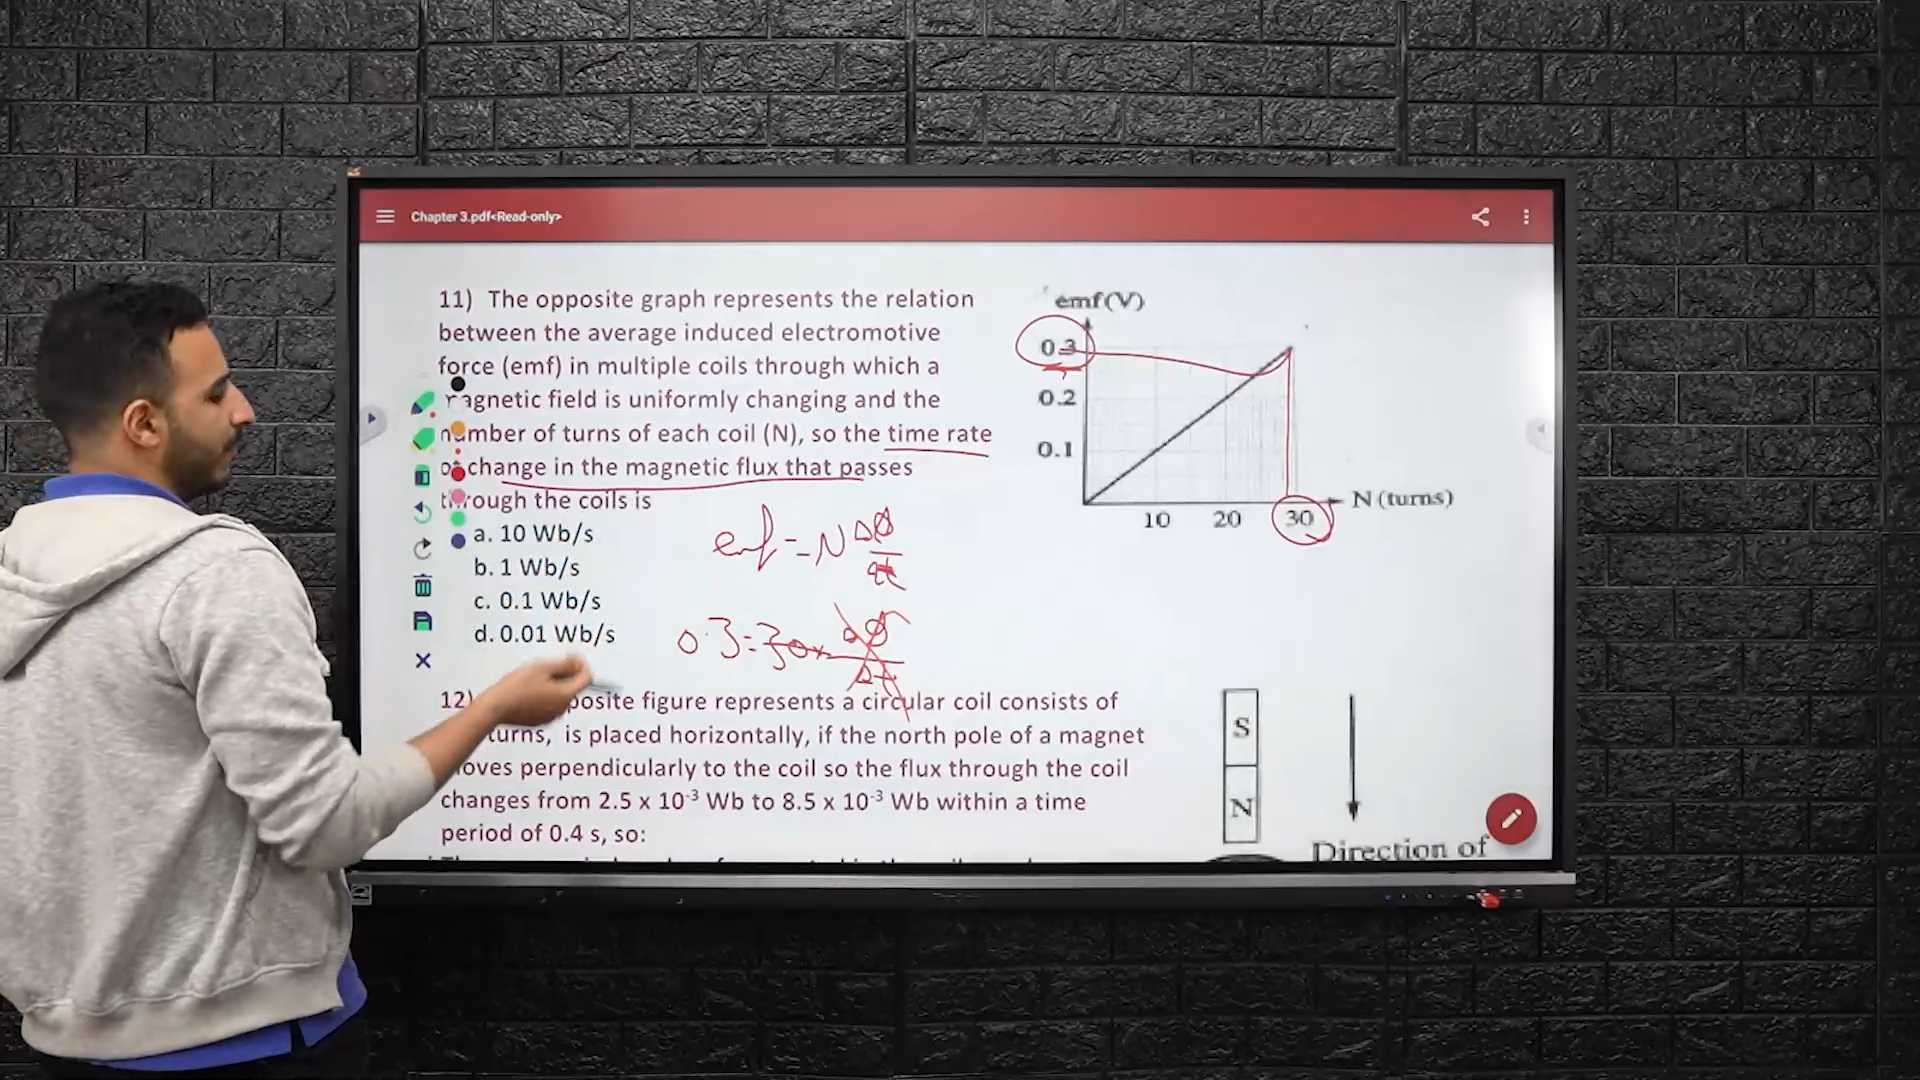 Chapter 3.pdf<Read-only>
11) The opposite graph represents the relation
between the average induced electromotive
force (emf) in multiple coils through which a
magnetic field is uniformly changing and the
number of turns of each coil (N), so the time rate
change in the magnetic flux that passes
through the coils is
a. 10 Wb/s
b. 1 Wb/s
c. 0.1 Wb/s
d. 0.01 Wb/s
emf(V)
0.3
0.2
0.1
10 20 30
N (turns)
emf = N Δφ
Δt
0.3 = 30 × Δφ
Δt
12) posite figure represents a circular coil consists of
turns, is placed horizontally, if the north pole of a magnet
oves perpendicularly to the coil so the flux through the coil
changes from 2.5 x 10⁻³ Wb to 8.5 x 10⁻³ Wb within a time
period of 0.4 s, so:
S
N
Direction of